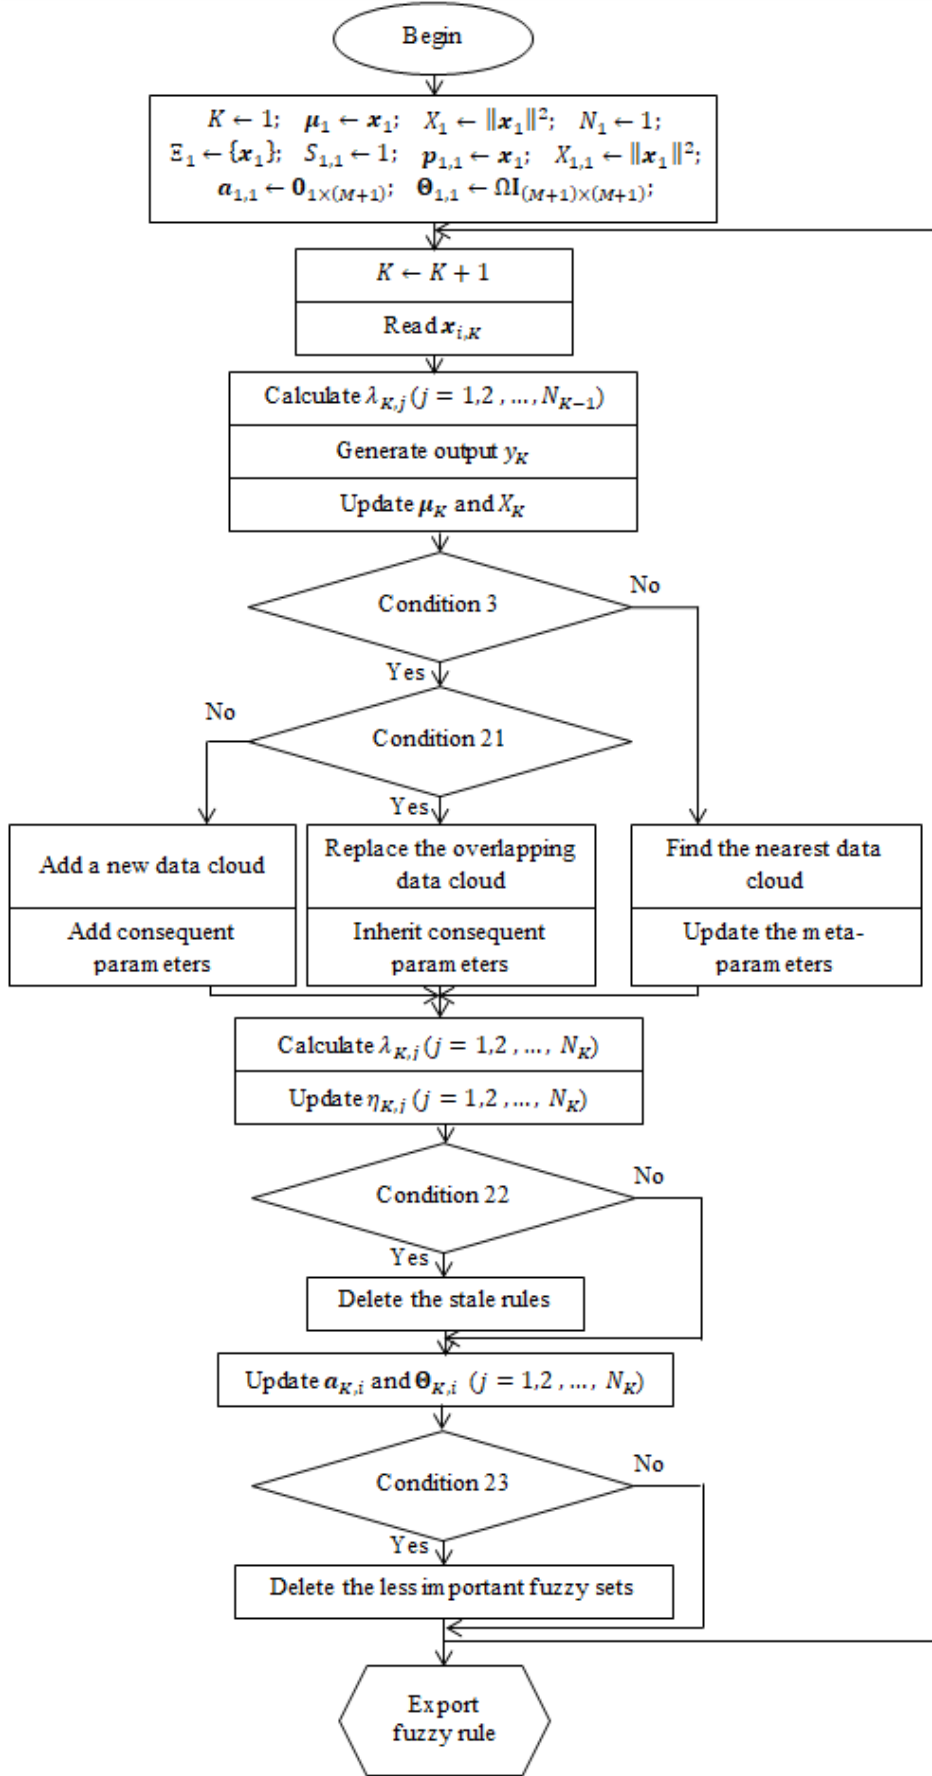 Begin
K ← 1; μ₁ ← x₁; X₁ ← ‖x₁‖²; N₁ ← 1;
Ξ₁ ← {x₁}; S₁,₁ ← 1; p₁,₁ ← x₁; X₁,₁ ← ‖x₁‖²;
a₁,₁ ← 0₁×(M+1); Θ₁,₁ ← ΩI(M+1)×(M+1);
K ← K + 1
Read x_{i,K}
Calculate λ_{K,j} (j = 1,2 , …, N_{K−1})
Generate output y_K
Update μ_K and X_K
Condition 3
No
Yes
Condition 21
No
Yes
Add a new data cloud
Add consequent
parameters
Replace the overlapping
data cloud
Inherit consequent
parameters
Find the nearest data
cloud
Update the meta-
parameters
Calculate λ_{K,j} (j = 1,2 , …, N_K)
Update η_{K,j} (j = 1,2 , …, N_K)
Condition 22
No
Yes
Delete the stale rules
Update a_{K,i} and Θ_{K,i} (j = 1,2 , …, N_K)
Condition 23
No
Yes
Delete the less important fuzzy sets
Export
fuzzy rule